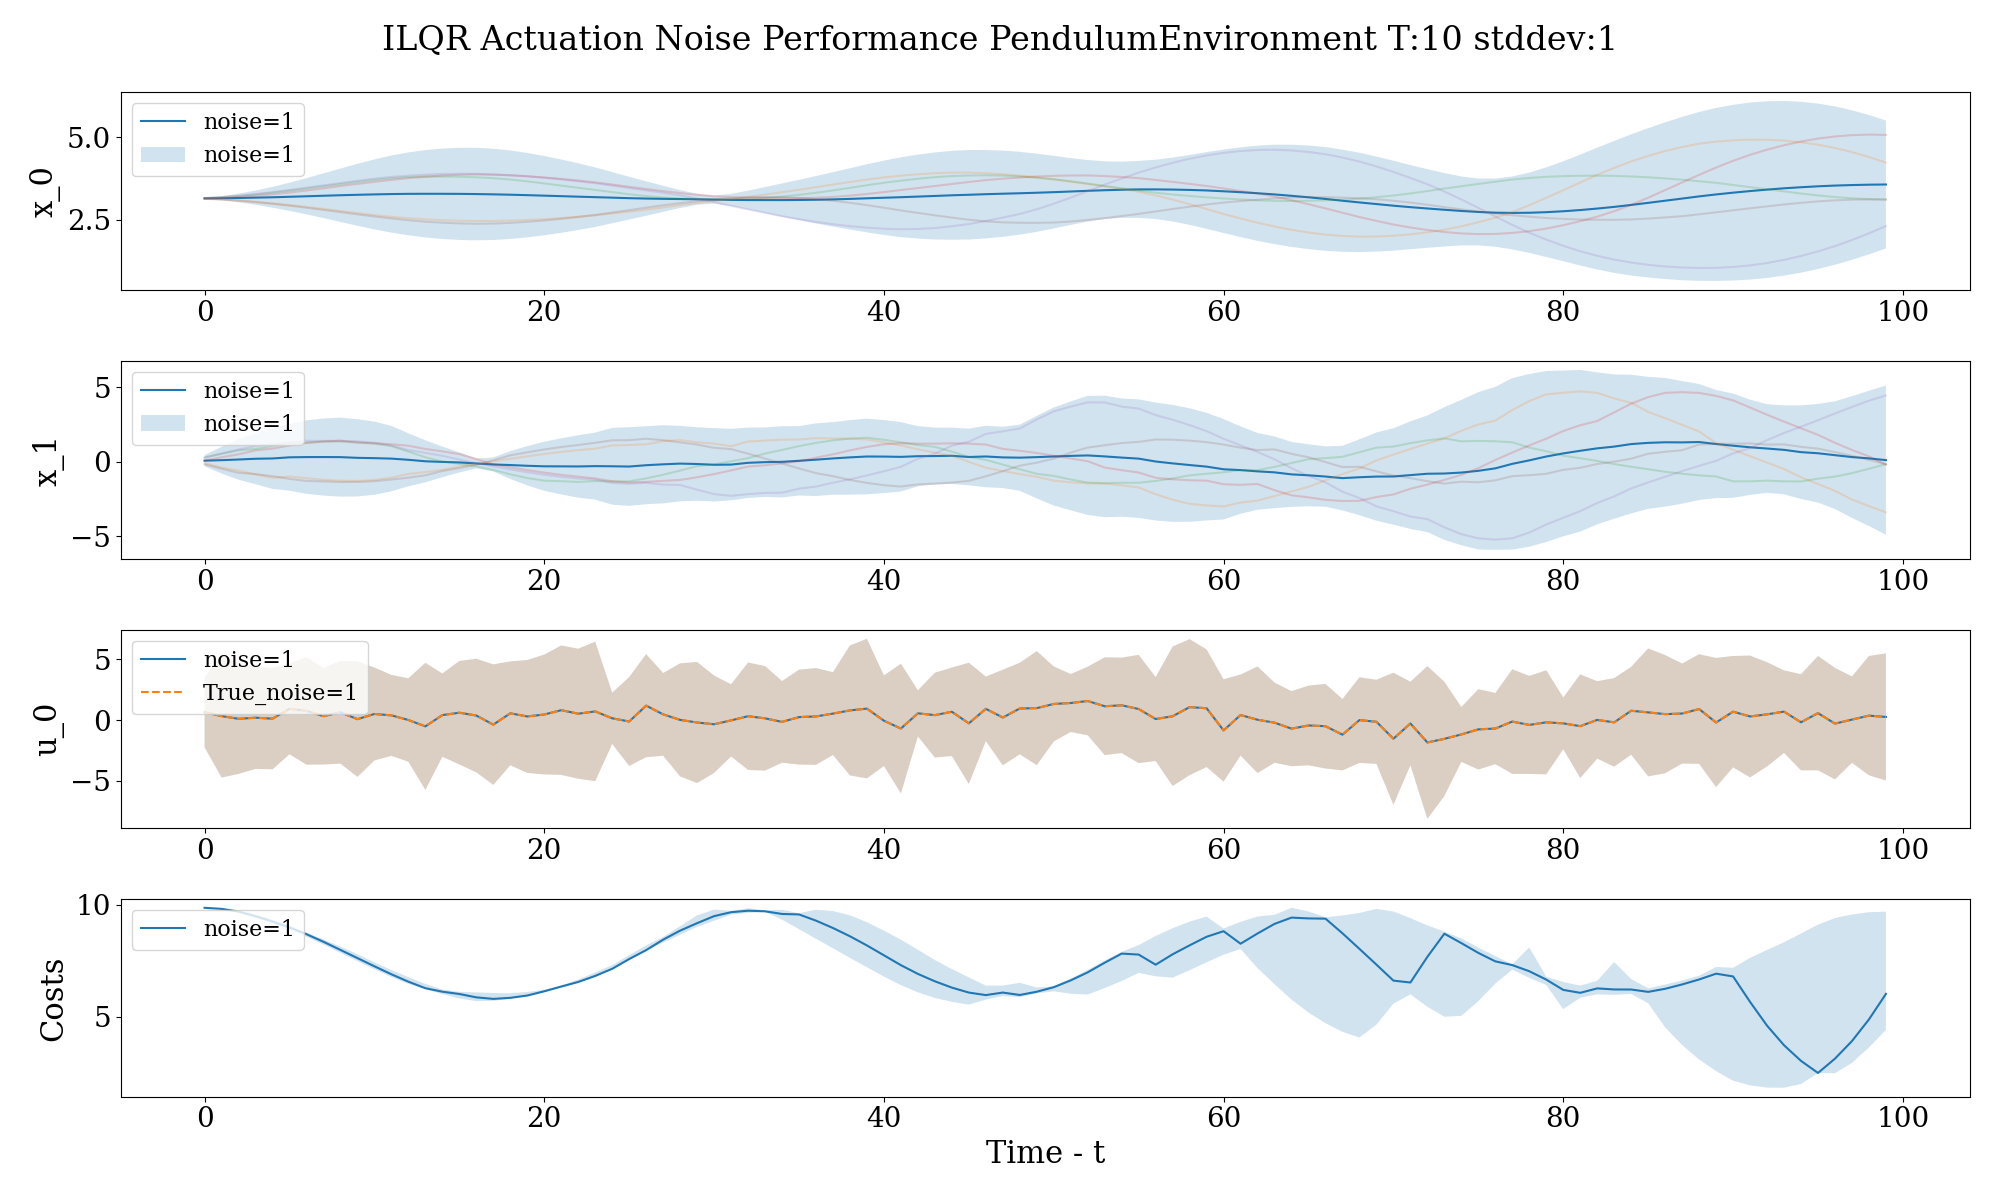 ILQR Actuation Noise Performance PendulumEnvironment T:10 stddev:1
noise=1
noise=1
5.0
2.5
x_0
0 20 40 60 80 100
noise=1
noise=1
5
0
−5
x_1
0 20 40 60 80 100
noise=1
True_noise=1
5
0
−5
u_0
0 20 40 60 80 100
noise=1
10
5
Costs
0 20 40 60 80 100
Time - t